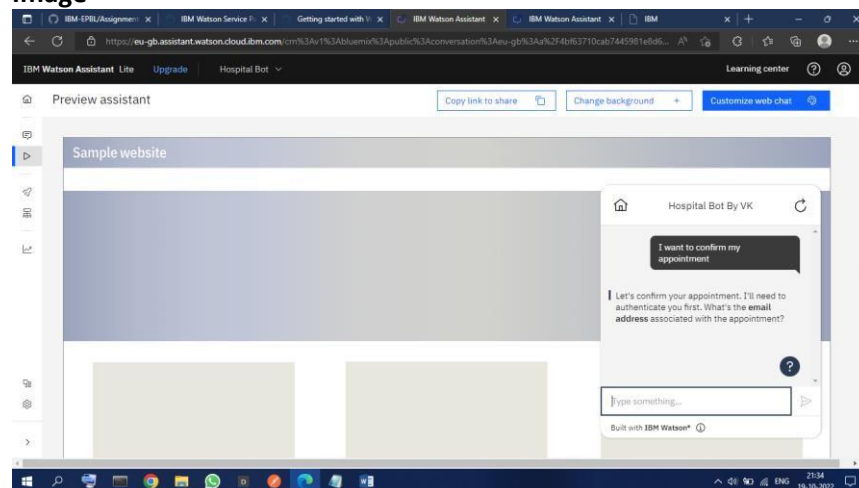 image
IBM-EPBL/Assignment
IBM Watson Service P
Getting started with
IBM Watson Assistant
IBM Watson Assistant
IBM
https://eu-gb.assistant.watson.cloud.ibm.com/crn%3Av1%3Abluemix%3Apublic%3Aconversation%3Aeu-gb%3Aa%2F4bf63710cab7445981e8d6...
IBM Watson Assistant Lite Upgrade Hospital Bot
Learning center
Preview assistant
Copy link to share
Change background +
Customize web chat
Sample website
Hospital Bot By VK
I want to confirm my
appointment
Let's confirm your appointment. I'll need to
authenticate you first. What's the email
address associated with the appointment?
?
Type something...
Built with IBM Watson®
ENG
21:34
19-10-2022